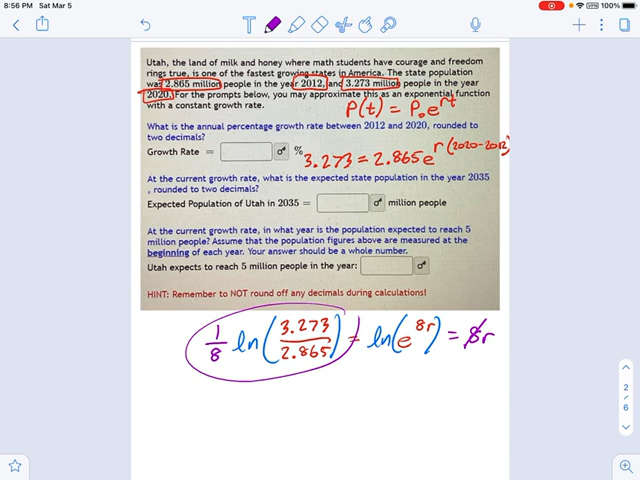 8:56 PM Sat Mar 5
100%
Utah, the land of milk and honey where math students have courage and freedom
rings true, is one of the fastest growing states in America. The state population
was 2.865 million people in the year 2012, and 3.273 million people in the year
2020. For the prompts below, you may approximate this as an exponential function
with a constant growth rate.
P(t) = P₀e^rt
What is the annual percentage growth rate between 2012 and 2020, rounded to
two decimals?
Growth Rate = %
3.273 = 2.865e^r(2020-2012)
At the current growth rate, what is the expected state population in the year 2035
, rounded to two decimals?
Expected Population of Utah in 2035 = million people
At the current growth rate, in what year is the population expected to reach 5
million people? Assume that the population figures above are measured at the
beginning of each year. Your answer should be a whole number.
Utah expects to reach 5 million people in the year:
HINT: Remember to NOT round off any decimals during calculations!
1/8 ln(3.273/2.865) = ln(e^8r) = 8r
2
/
6